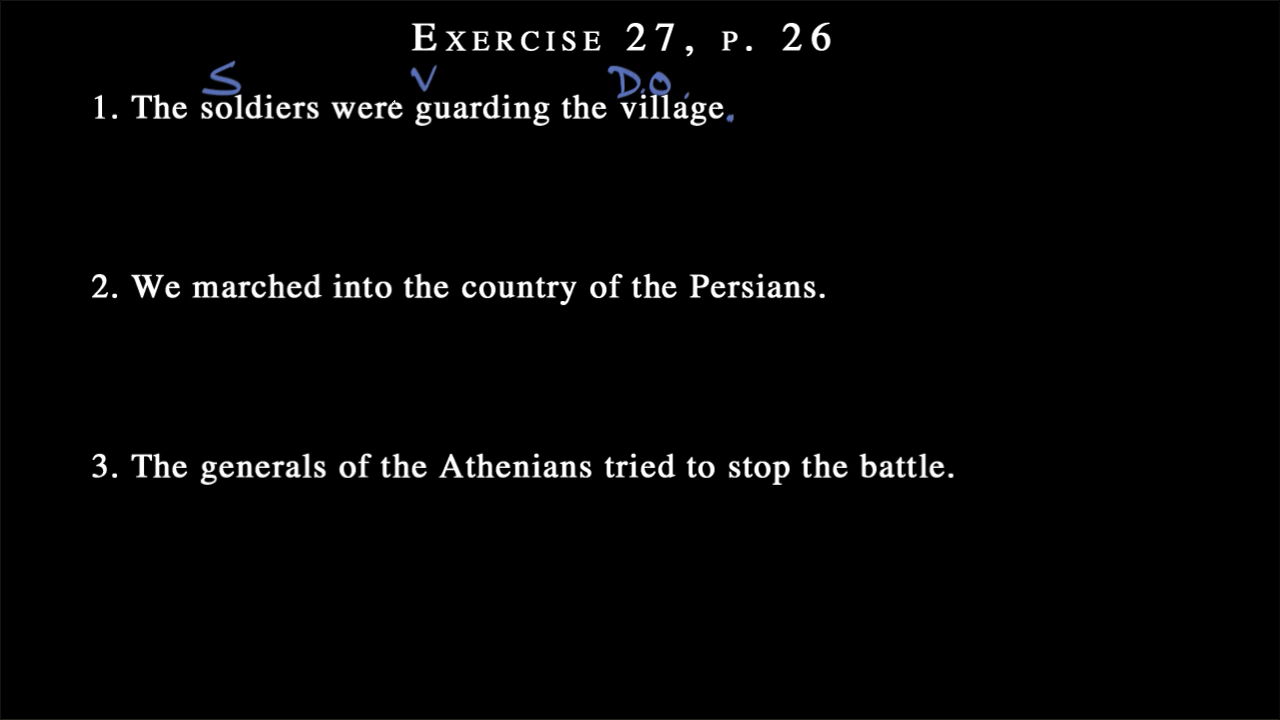 EXERCISE 27, P. 26
S V D.O.
1. The soldiers were guarding the village.
2. We marched into the country of the Persians.
3. The generals of the Athenians tried to stop the battle.